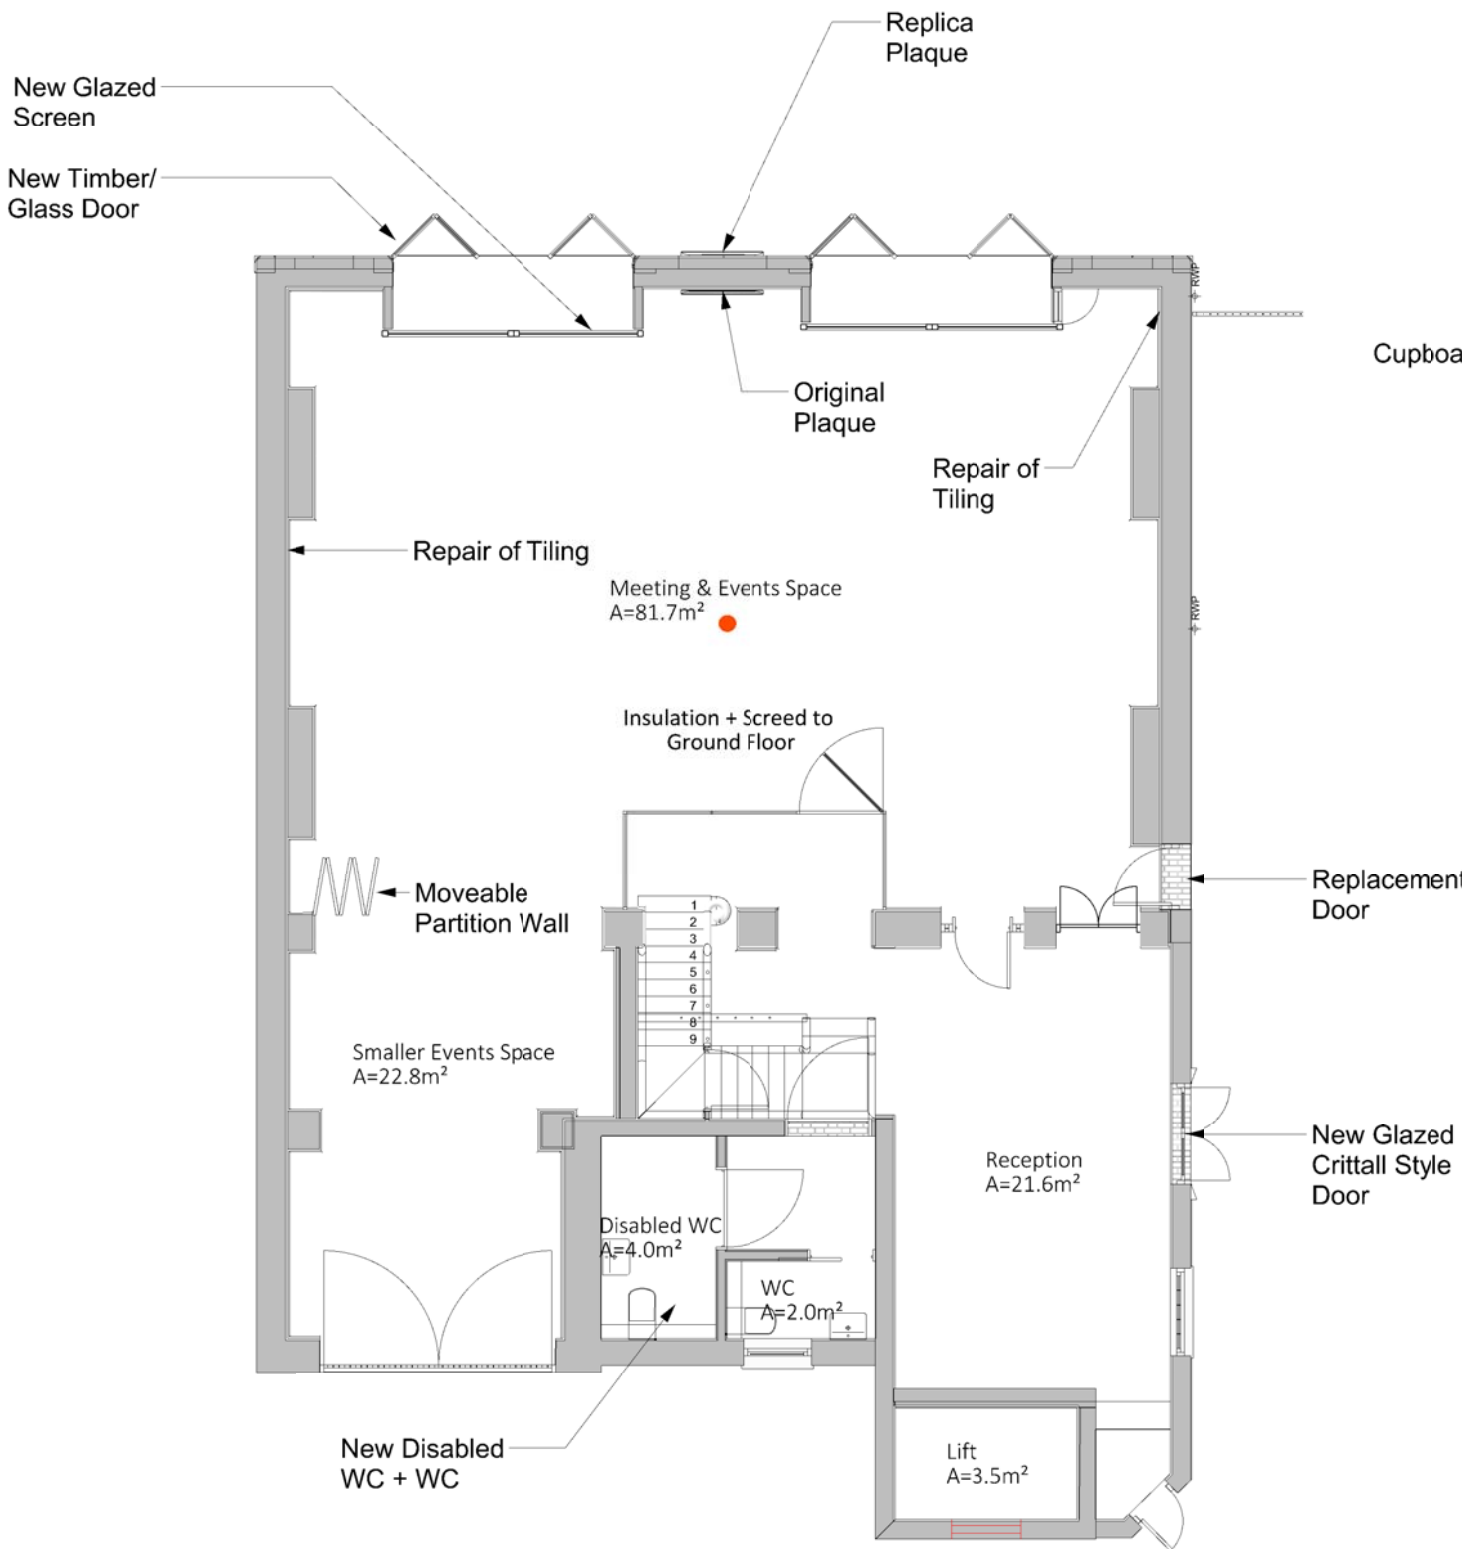 Replica
Plaque
New Glazed
Screen
New Timber/
Glass Door
RWP
Cupboa
Original
Plaque
Repair of
Tiling
Repair of Tiling
Meeting & Events Space
A=81.7m²
RWP
Insulation + Screed to
Ground Floor
Moveable
Partition Wall
Replacement
Door
1
2
3
4
5
6
7
8
9
Smaller Events Space
A=22.8m²
New Glazed
Crittall Style
Door
Reception
A=21.6m²
Disabled WC
A=4.0m²
WC
A=2.0m²
New Disabled
WC + WC
Lift
A=3.5m²